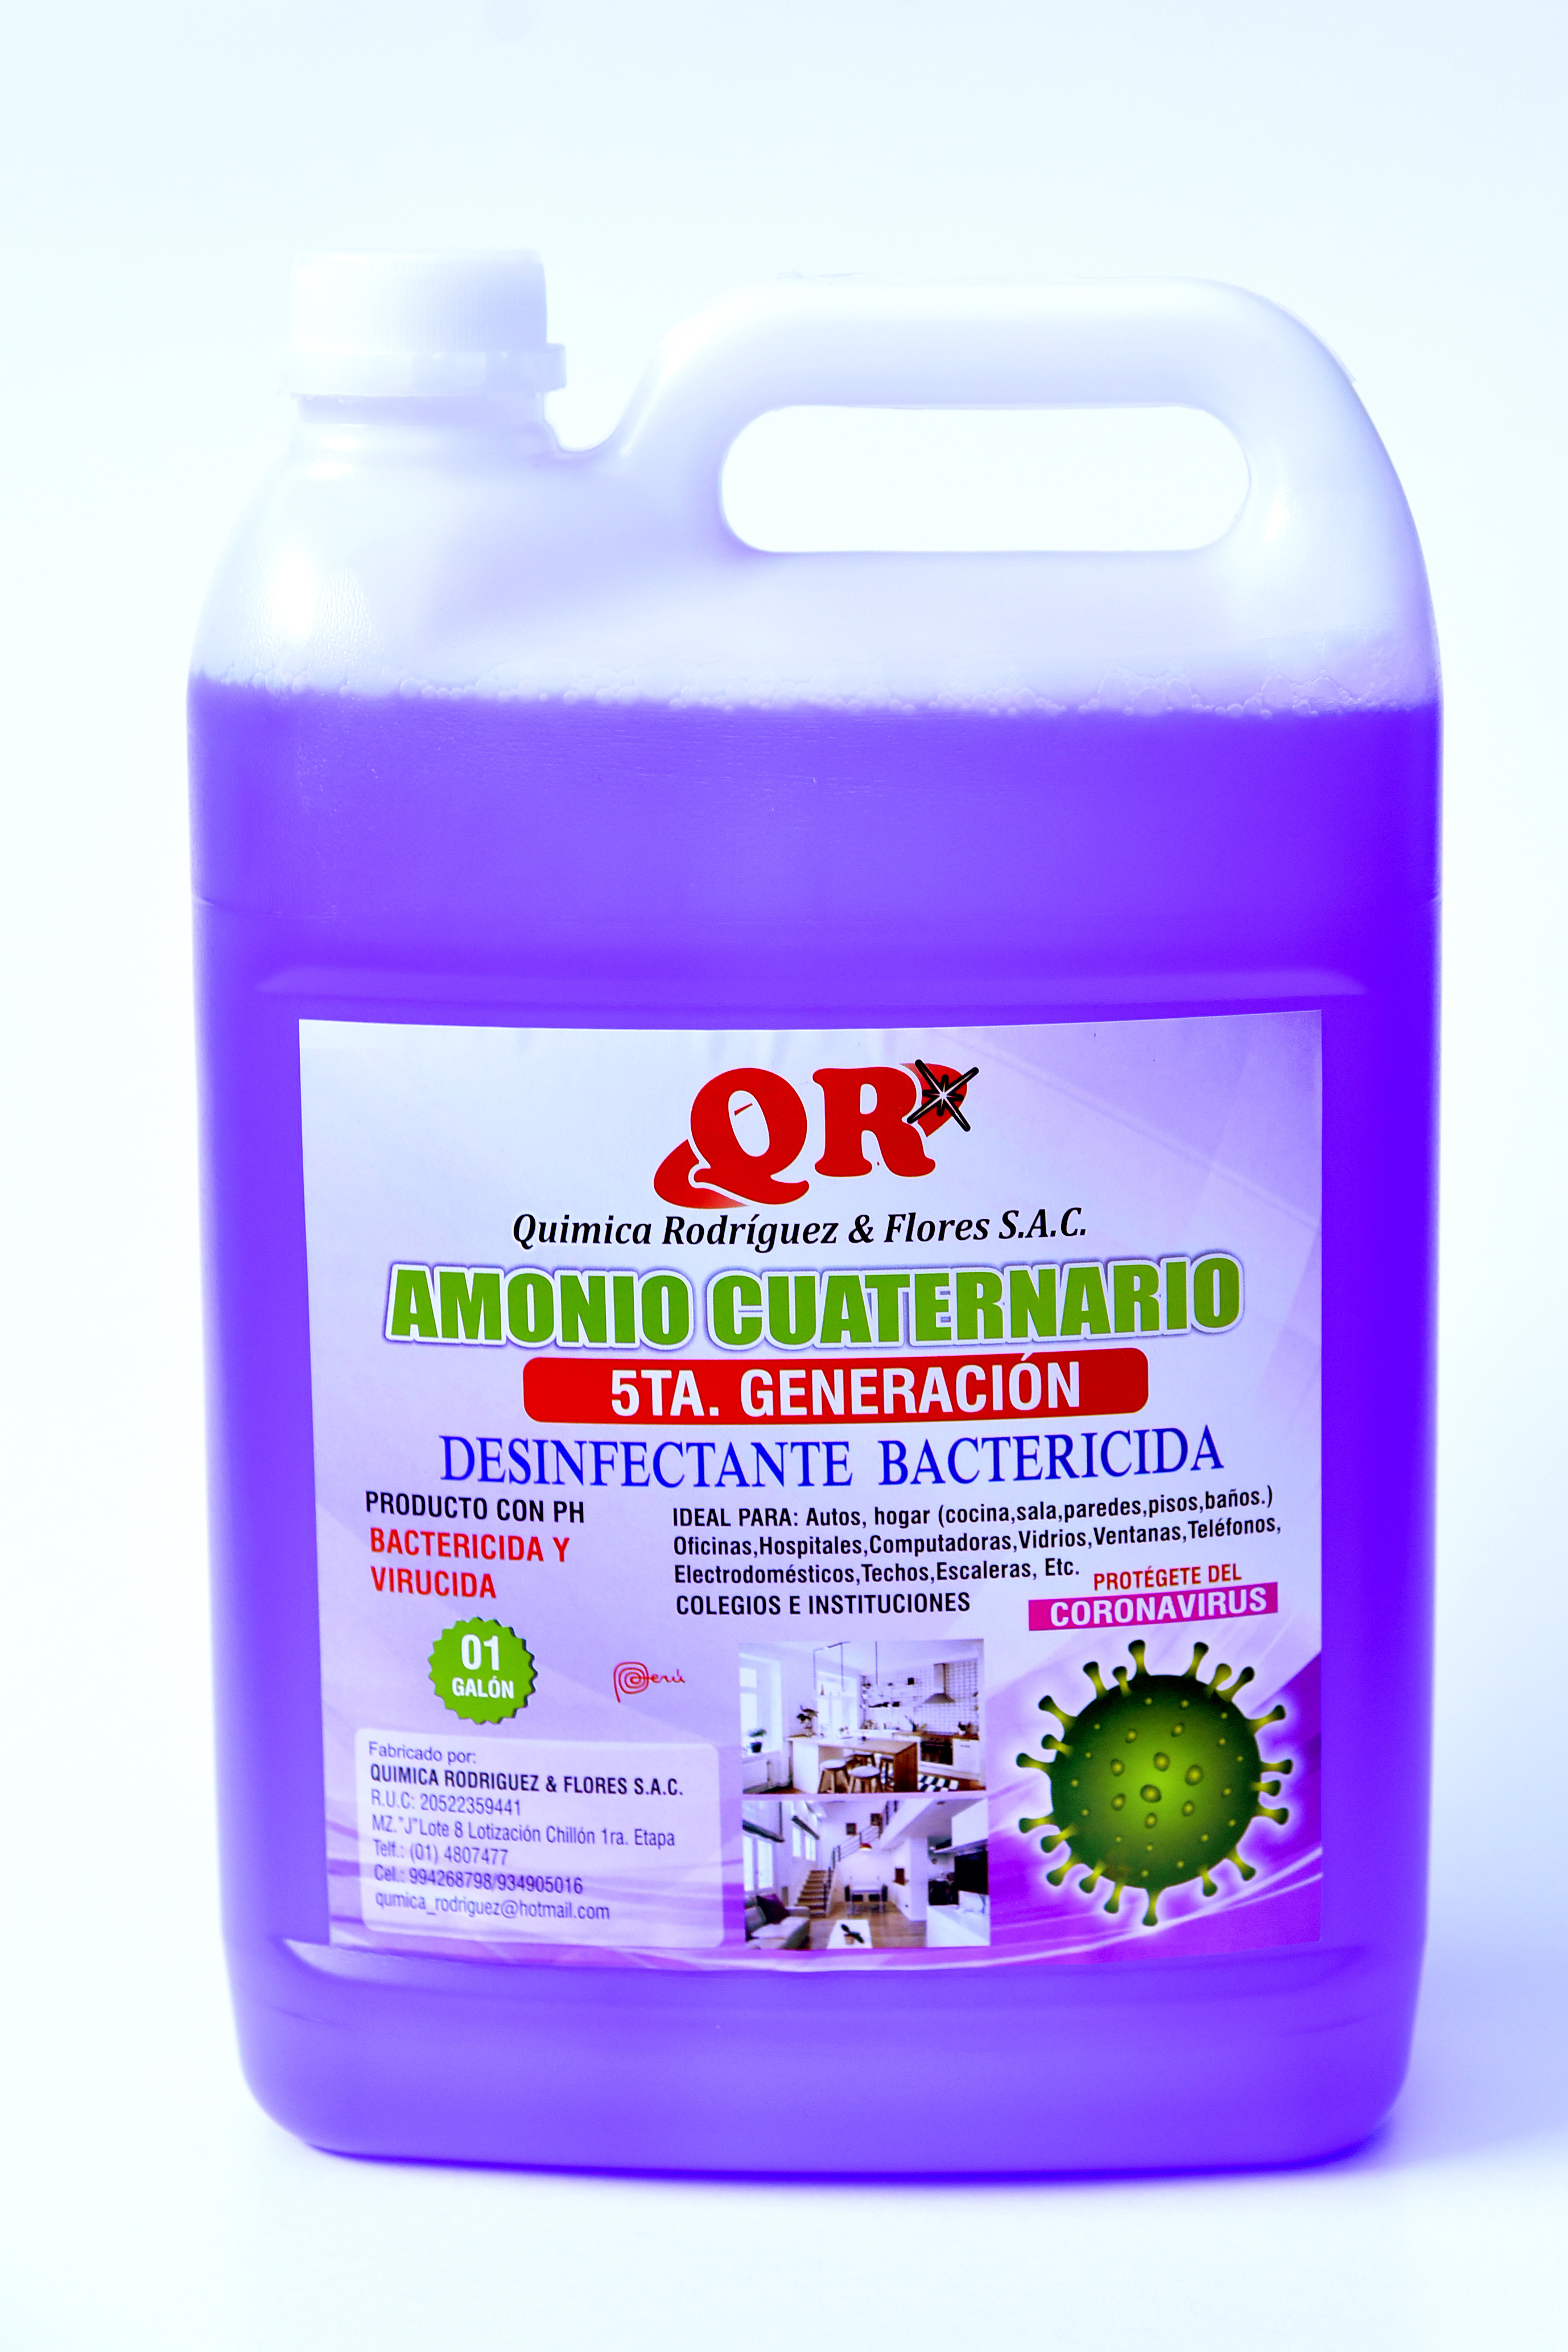 QR
Quimica Rodríguez & Flores S.A.C.
AMONIO CUATERNARIO
5TA. GENERACIÓN
DESINFECTANTE BACTERICIDA
PRODUCTO CON PH
BACTERICIDA Y
VIRUCIDA
IDEAL PARA: Autos, hogar (cocina,sala,paredes,pisos,baños.)
Oficinas,Hospitales,Computadoras,Vidrios,Ventanas,Teléfonos,
Electrodomésticos,Techos,Escaleras, Etc.
COLEGIOS E INSTITUCIONES
PROTÉGETE DEL
CORONAVIRUS
01
GALÓN
Perú
Fabricado por:
QUIMICA RODRIGUEZ & FLORES S.A.C.
R.U.C: 20522359441
MZ."J"Lote 8 Lotización Chillón 1ra. Etapa
Telf.: (01) 4807477
Cel.: 994268798/934905016
qumica_rodriguez@hotmail.com